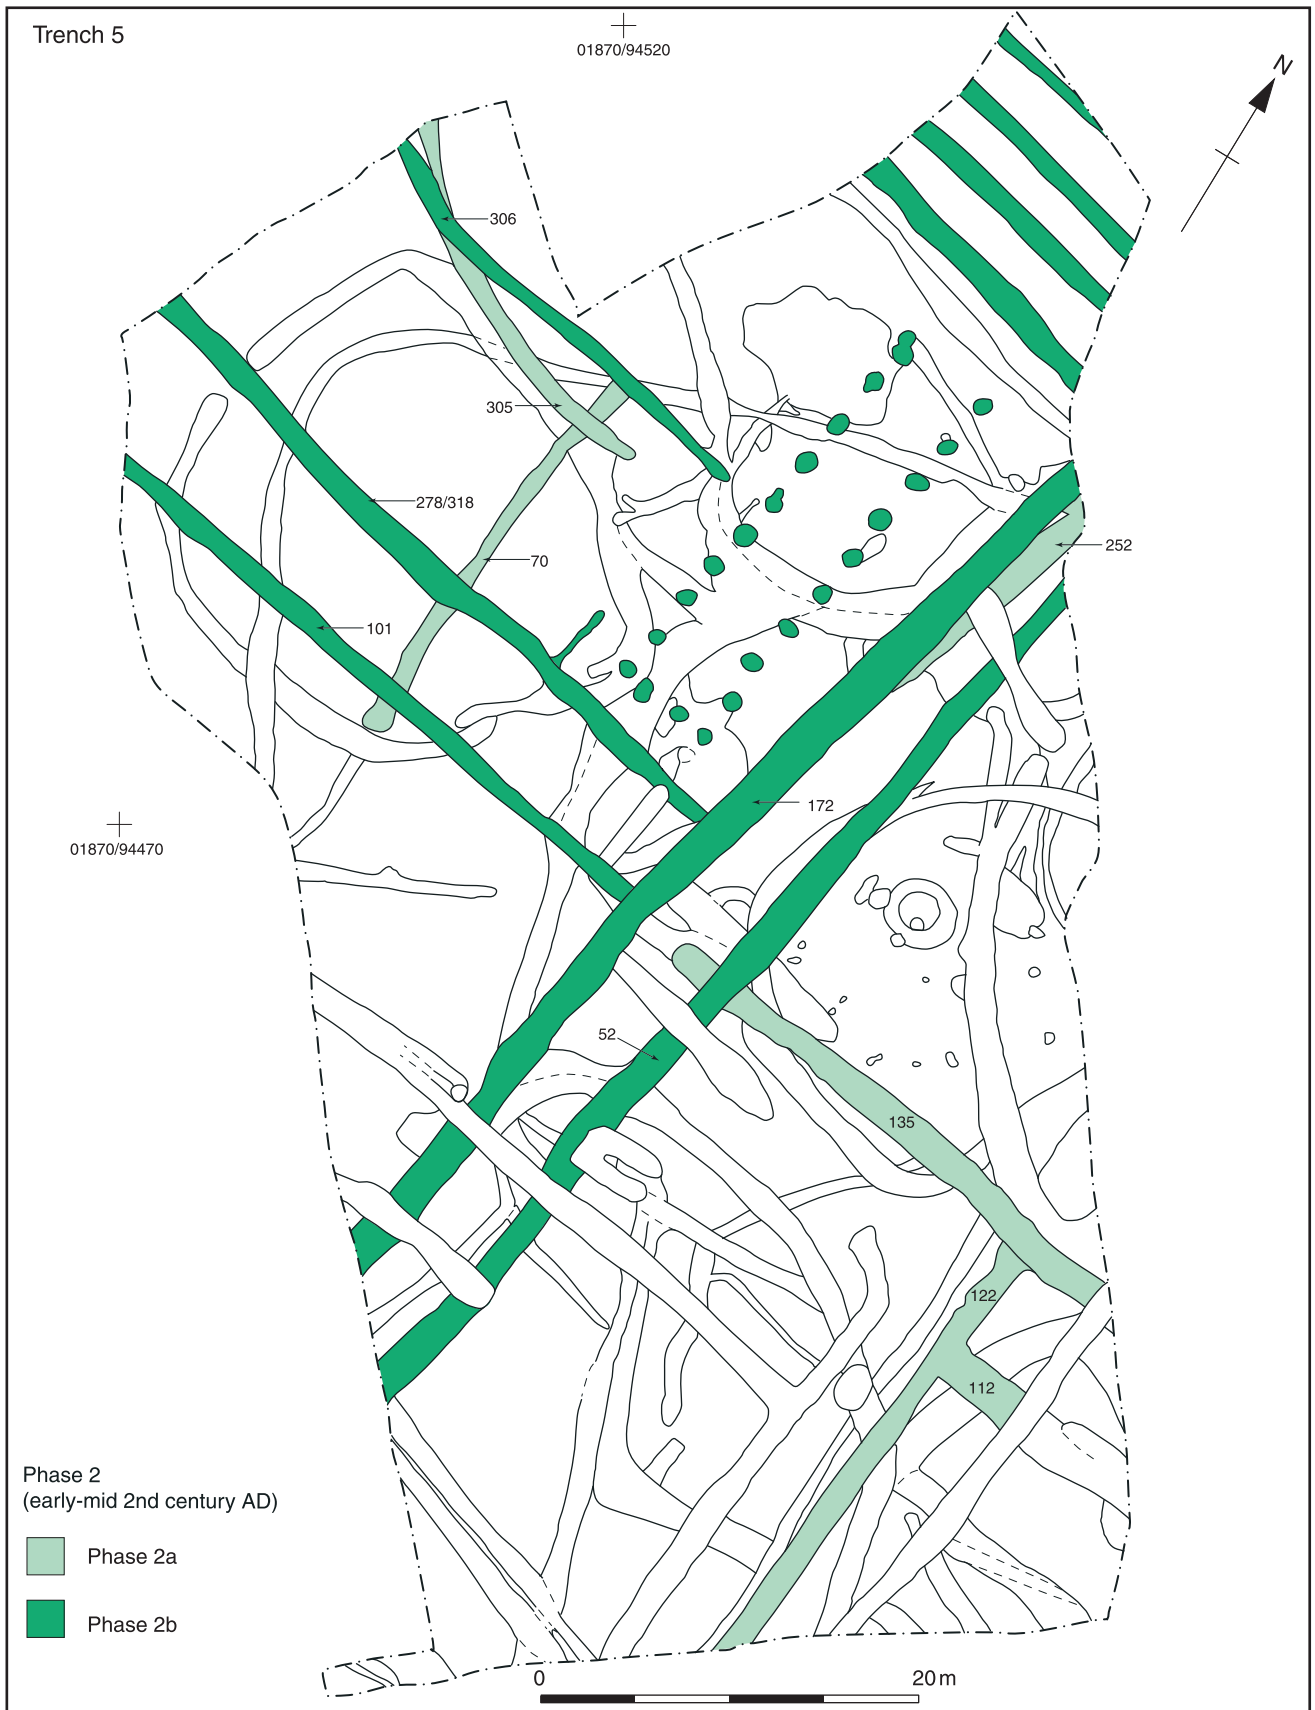 Trench 5
01870/94520
N
306
305
278/318
70
252
101
172
01870/94470
52
135
122
112
Phase 2
(early-mid 2nd century AD)
Phase 2a
Phase 2b
0 20 m